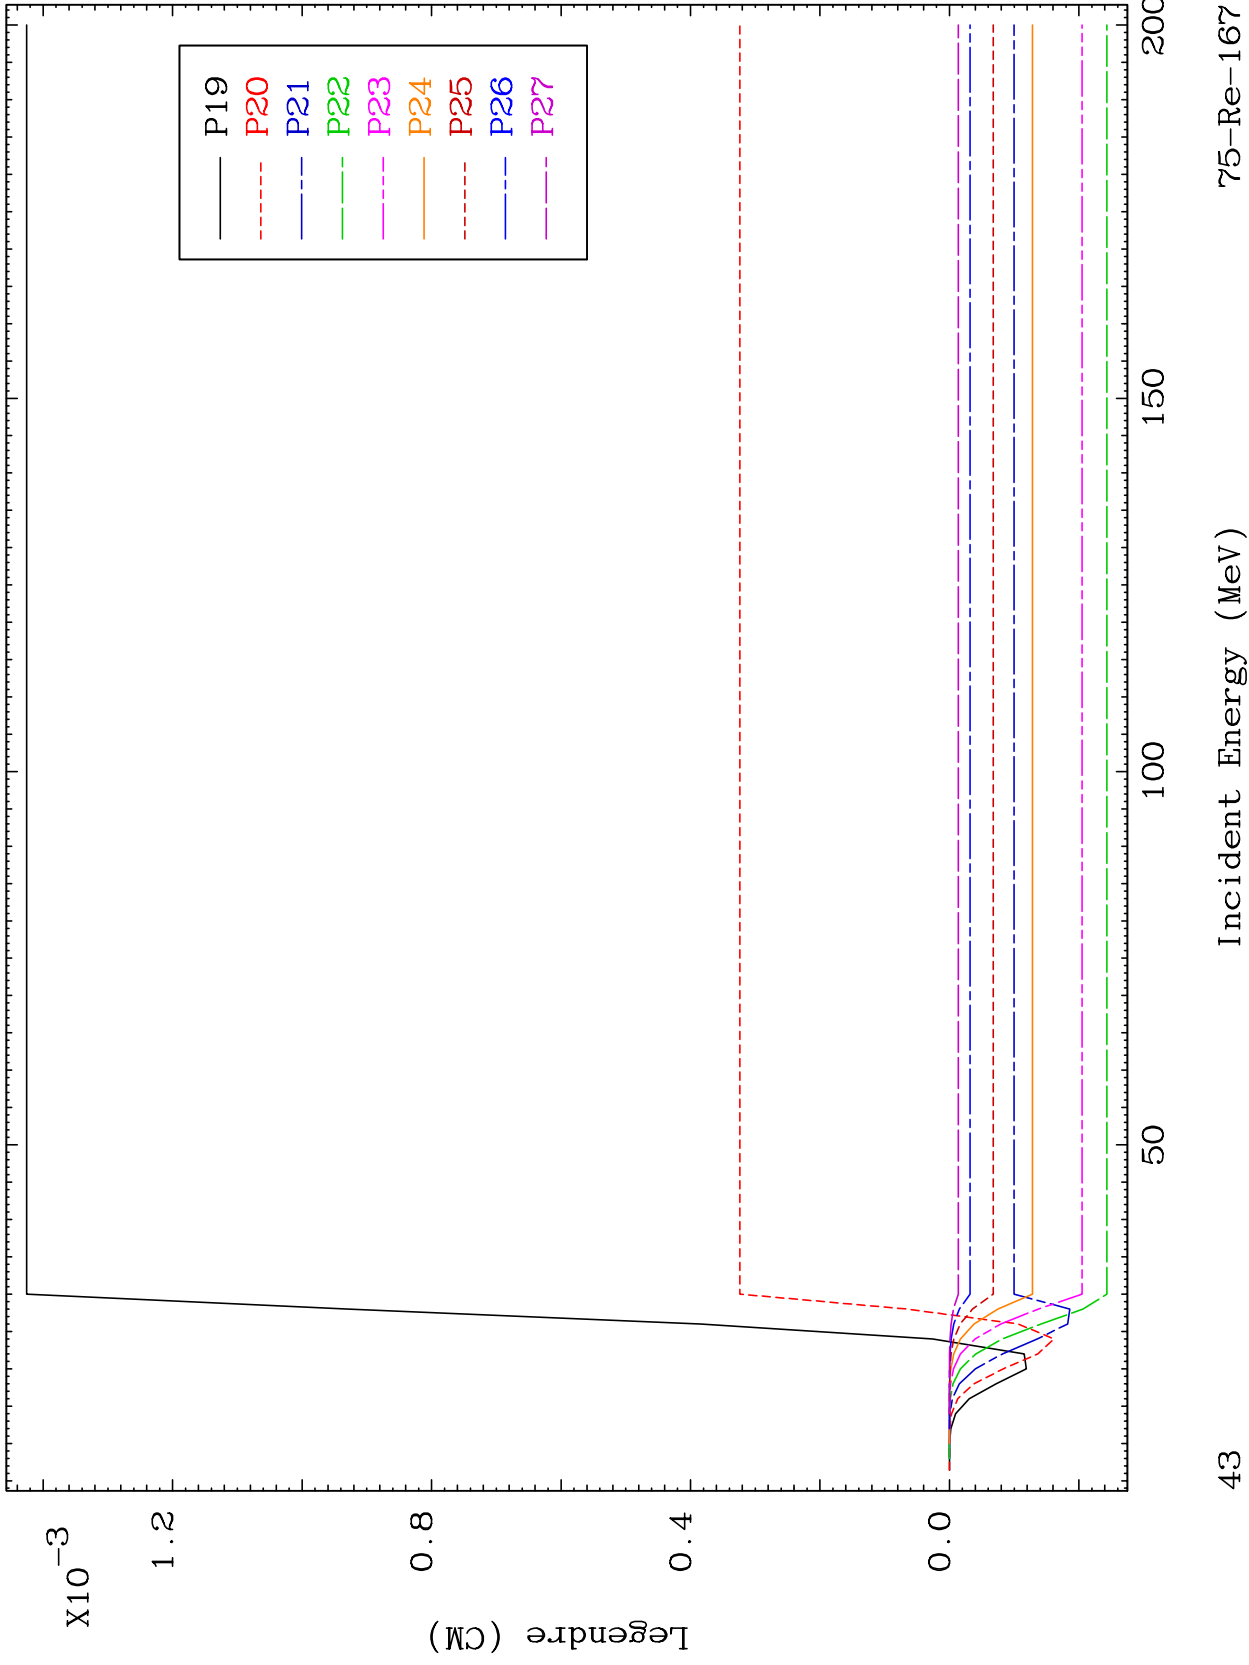 X10-3
1.2
0.8
0.4
0.0
Legendre (CM)
P19
P20
P21
P22
P23
P24
P25
P26
P27
50
100
150
200
Incident Energy (MeV)
43
75-Re-167